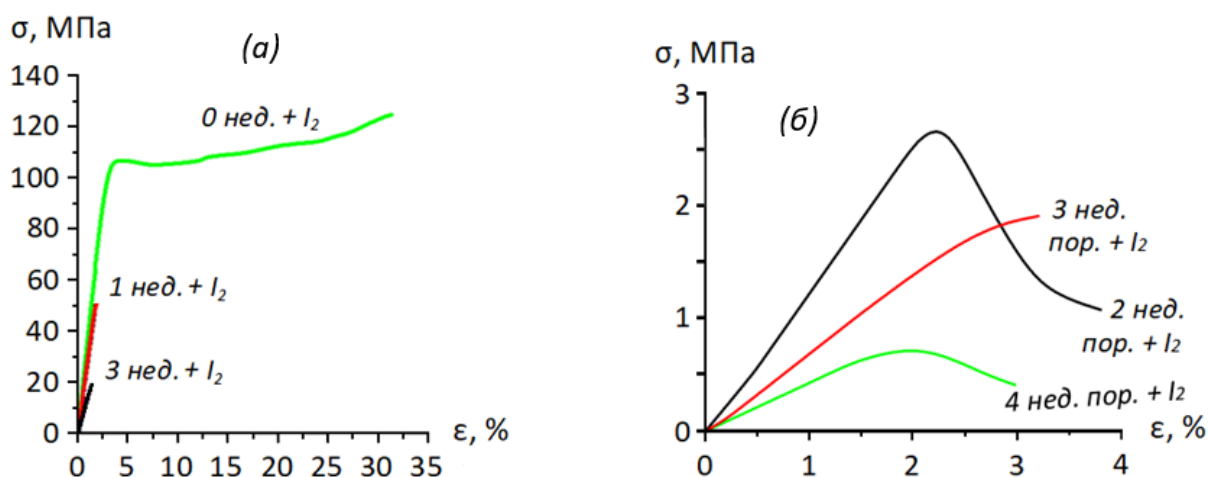 σ, МПа
(а)
140
120
100
80
60
40
20
0
0 нед. + I2
1 нед. + I2
3 нед. + I2
ε, %
0 5 10 15 20 25 30 35
σ, МПа
(б)
3
2
1
0
3 нед.
пор. + I2
2 нед.
пор. + I2
4 нед. пор. + I2
ε, %
0 1 2 3 4